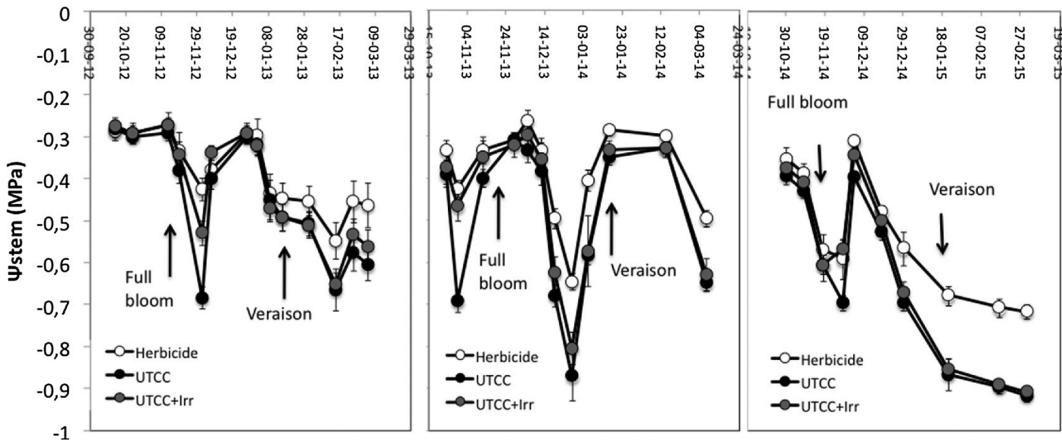 0
-0,1
-0,2
-0,3
-0,4
-0,5
-0,6
-0,7
-0,8
-0,9
-1
Ψstem (MPa)
30-09-12
20-10-12
09-11-12
29-11-12
19-12-12
08-01-13
28-01-13
17-02-13
09-03-13
29-03-13
Full
bloom
Veraison
Herbicide
UTCC
UTCC+Irr
04-11-13
24-11-13
14-12-13
03-01-14
23-01-14
12-02-14
04-03-14
24-03-14
Full
bloom
Veraison
Herbicide
UTCC
UTCC+Irr
30-10-14
19-11-14
09-12-14
29-12-14
18-01-15
07-02-15
27-02-15
Full bloom
Veraison
Herbicide
UTCC
UTCC+Irr